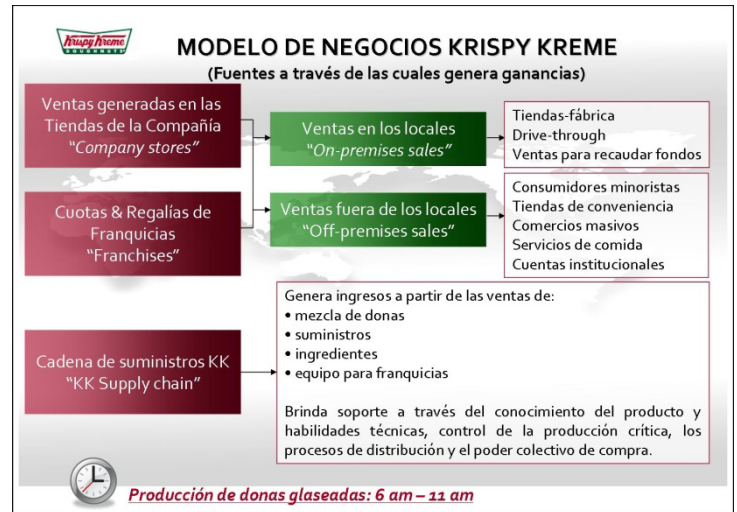 Krispy Kreme
DOUGHNUTS
MODELO DE NEGOCIOS KRISPY KREME
(Fuentes a través de las cuales genera ganancias)
Ventas generadas en las
Tiendas de la Compañía
"Company stores"
Cuotas & Regalías de
Franquicias
"Franchises"
Ventas en los locales
"On-premises sales"
Ventas fuera de los locales
"Off-premises sales"
Tiendas-fábrica
Drive-through
Ventas para recaudar fondos
Consumidores minoristas
Tiendas de conveniencia
Comercios masivos
Servicios de comida
Cuentas institucionales
Cadena de suministros KK
"KK Supply chain"
Genera ingresos a partir de las ventas de:
• mezcla de donas
• suministros
• ingredientes
• equipo para franquicias
Brinda soporte a través del conocimiento del producto y
habilidades técnicas, control de la producción crítica, los
procesos de distribución y el poder colectivo de compra.
Producción de donas glaseadas: 6 am – 11 am